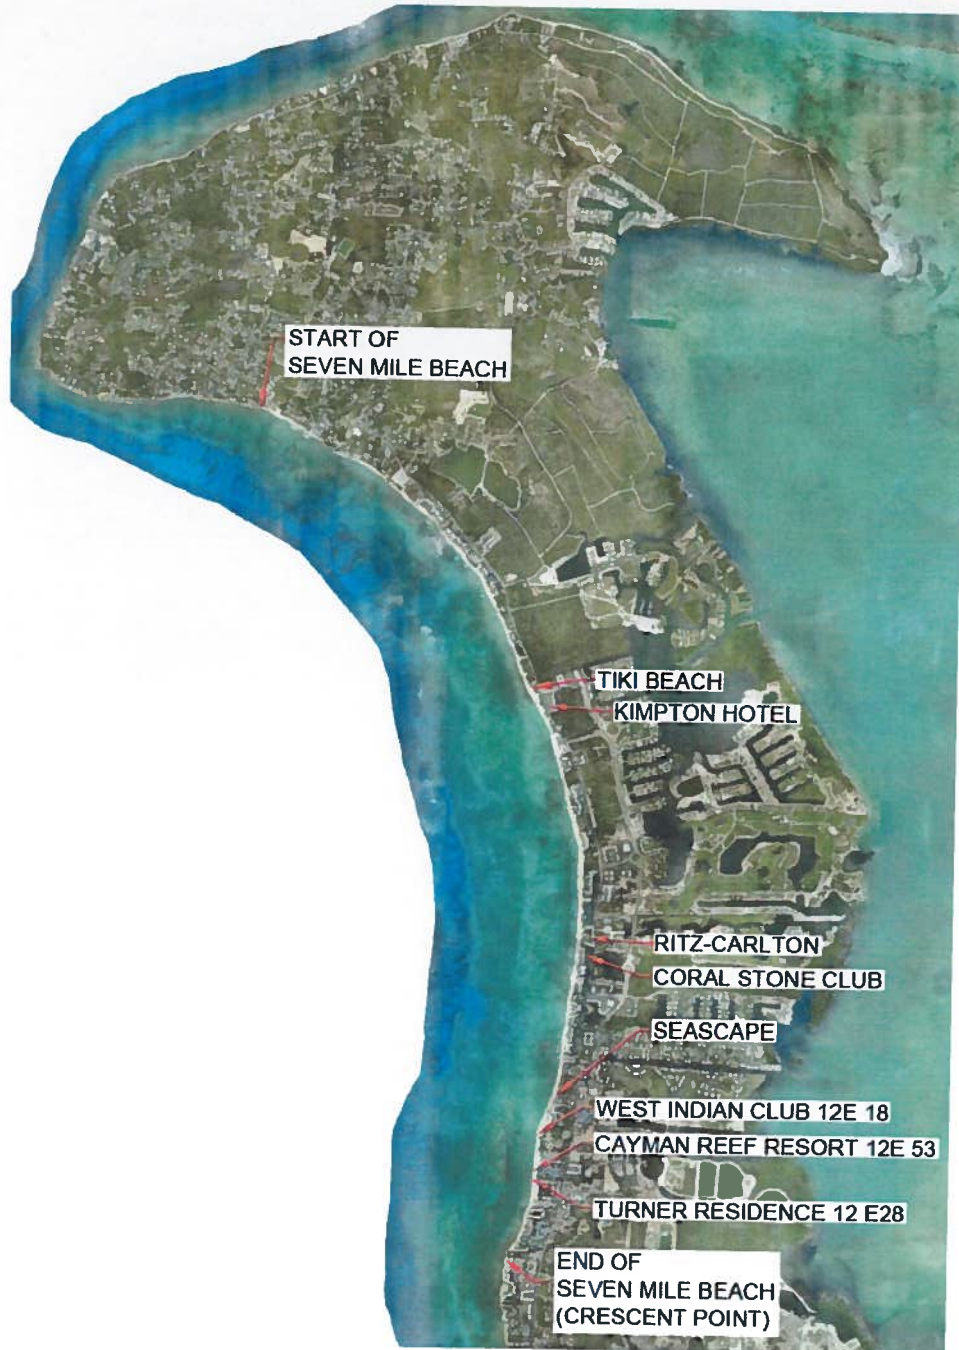 START OF
SEVEN MILE BEACH
TIKI BEACH
KIMPTON HOTEL
RITZ-CARLTON
CORAL STONE CLUB
SEASCAPE
WEST INDIAN CLUB 12E 18
CAYMAN REEF RESORT 12E 53
TURNER RESIDENCE 12 E28
END OF
SEVEN MILE BEACH
(CRESCENT POINT)